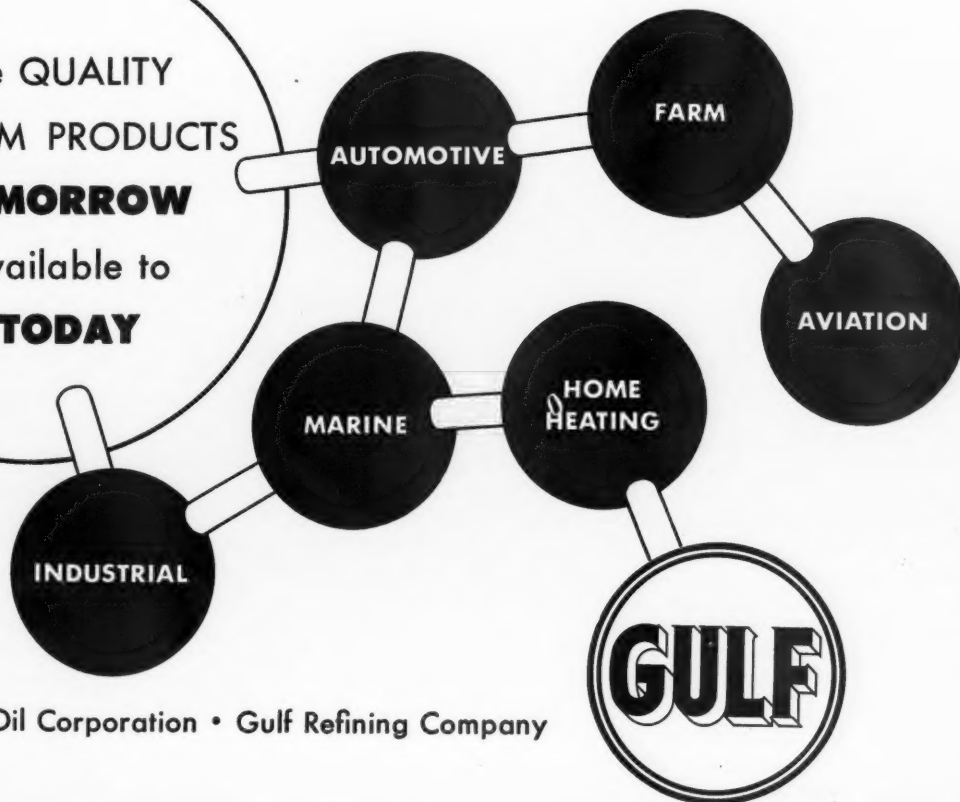 e QUALITY
M PRODUCTS
MORROW
vailable to
TODAY
AUTOMOTIVE
FARM
AVIATION
MARINE
HOME
HEATING
INDUSTRIAL
GULF
Oil Corporation • Gulf Refining Company